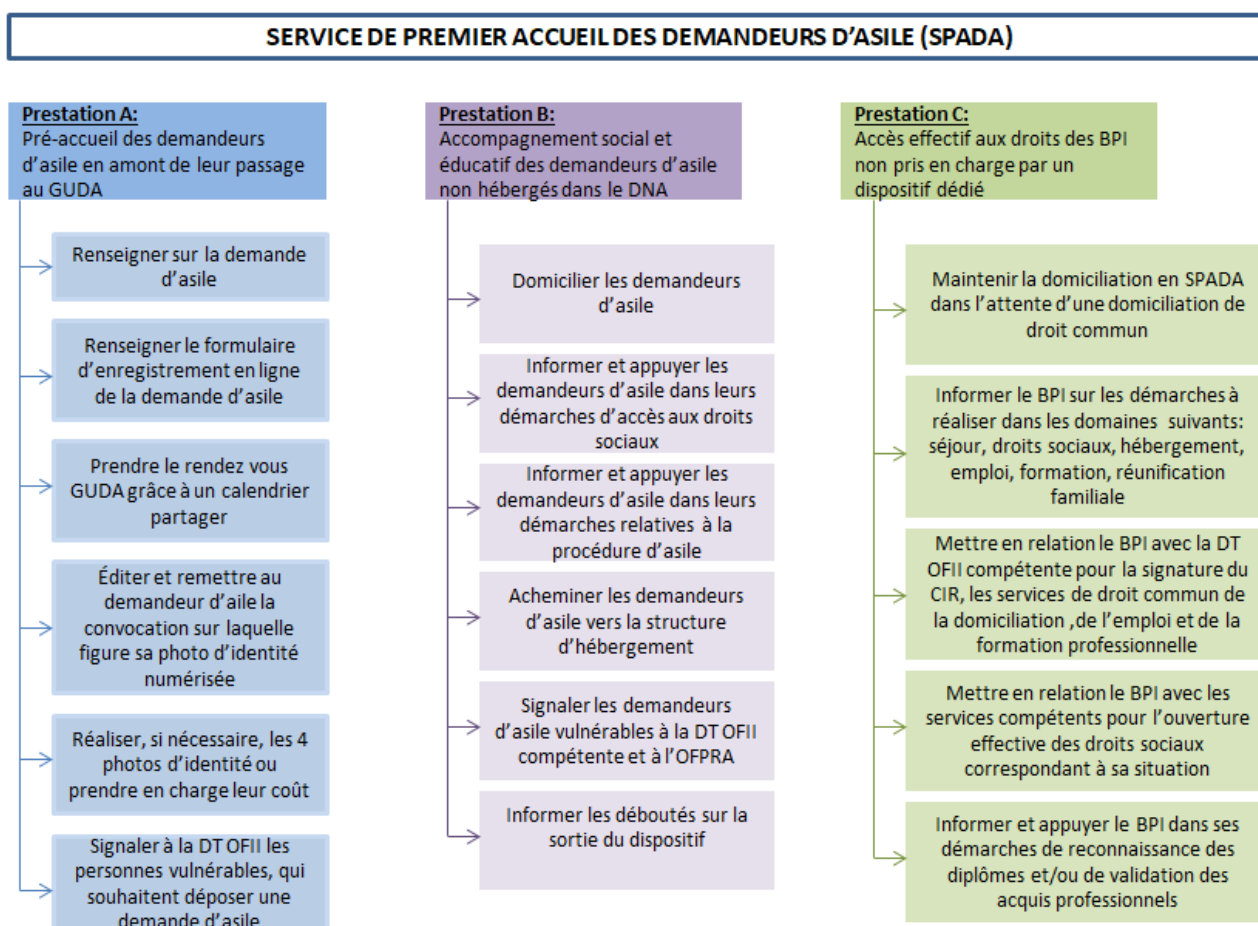 SERVICE DE PREMIER ACCUEIL DES DEMANDEURS D'ASILE (SPADA)
Prestation A:
Pré-accueil des demandeurs
d'asile en amont de leur passage
au GUDA
Renseigner sur la demande
d'asile
Renseigner le formulaire
d'enregistrement en ligne
de la demande d'asile
Prendre le rendez vous
GUDA grâce à un calendrier
partager
Éditer et remettre au
demandeur d'aile la
convocation sur laquelle
figure sa photo d'identité
numérisée
Réaliser, si nécessaire, les 4
photos d'identité ou
prendre en charge leur coût
Signaler à la DT OFII les
personnes vulnérables, qui
souhaitent déposer une
demande d'asile
Prestation B:
Accompagnement social et
éducatif des demandeurs d'asile
non hébergés dans le DNA
Domicilier les demandeurs
d'asile
Informer et appuyer les
demandeurs d'asile dans leurs
démarches d'accès aux droits
sociaux
Informer et appuyer les
demandeurs d'asile dans leurs
démarches relatives à la
procédure d'asile
Acheminer les demandeurs
d'asile vers la structure
d'hébergement
Signaler les demandeurs
d'asile vulnérables à la DT OFII
compétente et à l'OFPRA
Informer les déboutés sur la
sortie du dispositif
Prestation C:
Accès effectif aux droits des BPI
non pris en charge par un
dispositif dédié
Maintenir la domiciliation en SPADA
dans l'attente d'une domiciliation de
droit commun
Informer le BPI sur les démarches à
réaliser dans les domaines suivants:
séjour, droits sociaux, hébergement,
emploi, formation, réunification
familiale
Mettre en relation le BPI avec la DT
OFII compétente pour la signature du
CIR, les services de droit commun de
la domiciliation ,de l'emploi et de la
formation professionnelle
Mettre en relation le BPI avec les
services compétents pour l'ouverture
effective des droits sociaux
correspondant à sa situation
Informer et appuyer le BPI dans ses
démarches de reconnaissance des
diplômes et/ou de validation des
acquis professionnels